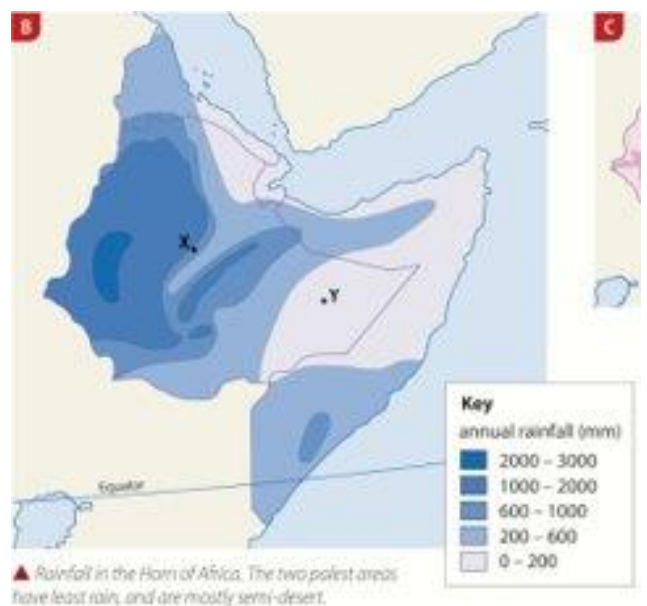 B
C
X
Y
Equator
Key
annual rainfall (mm)
2000 – 3000
1000 – 2000
600 – 1000
200 – 600
0 – 200
▲ Rainfall in the Horn of Africa. The two palest areas
have least rain, and are mostly semi-desert.